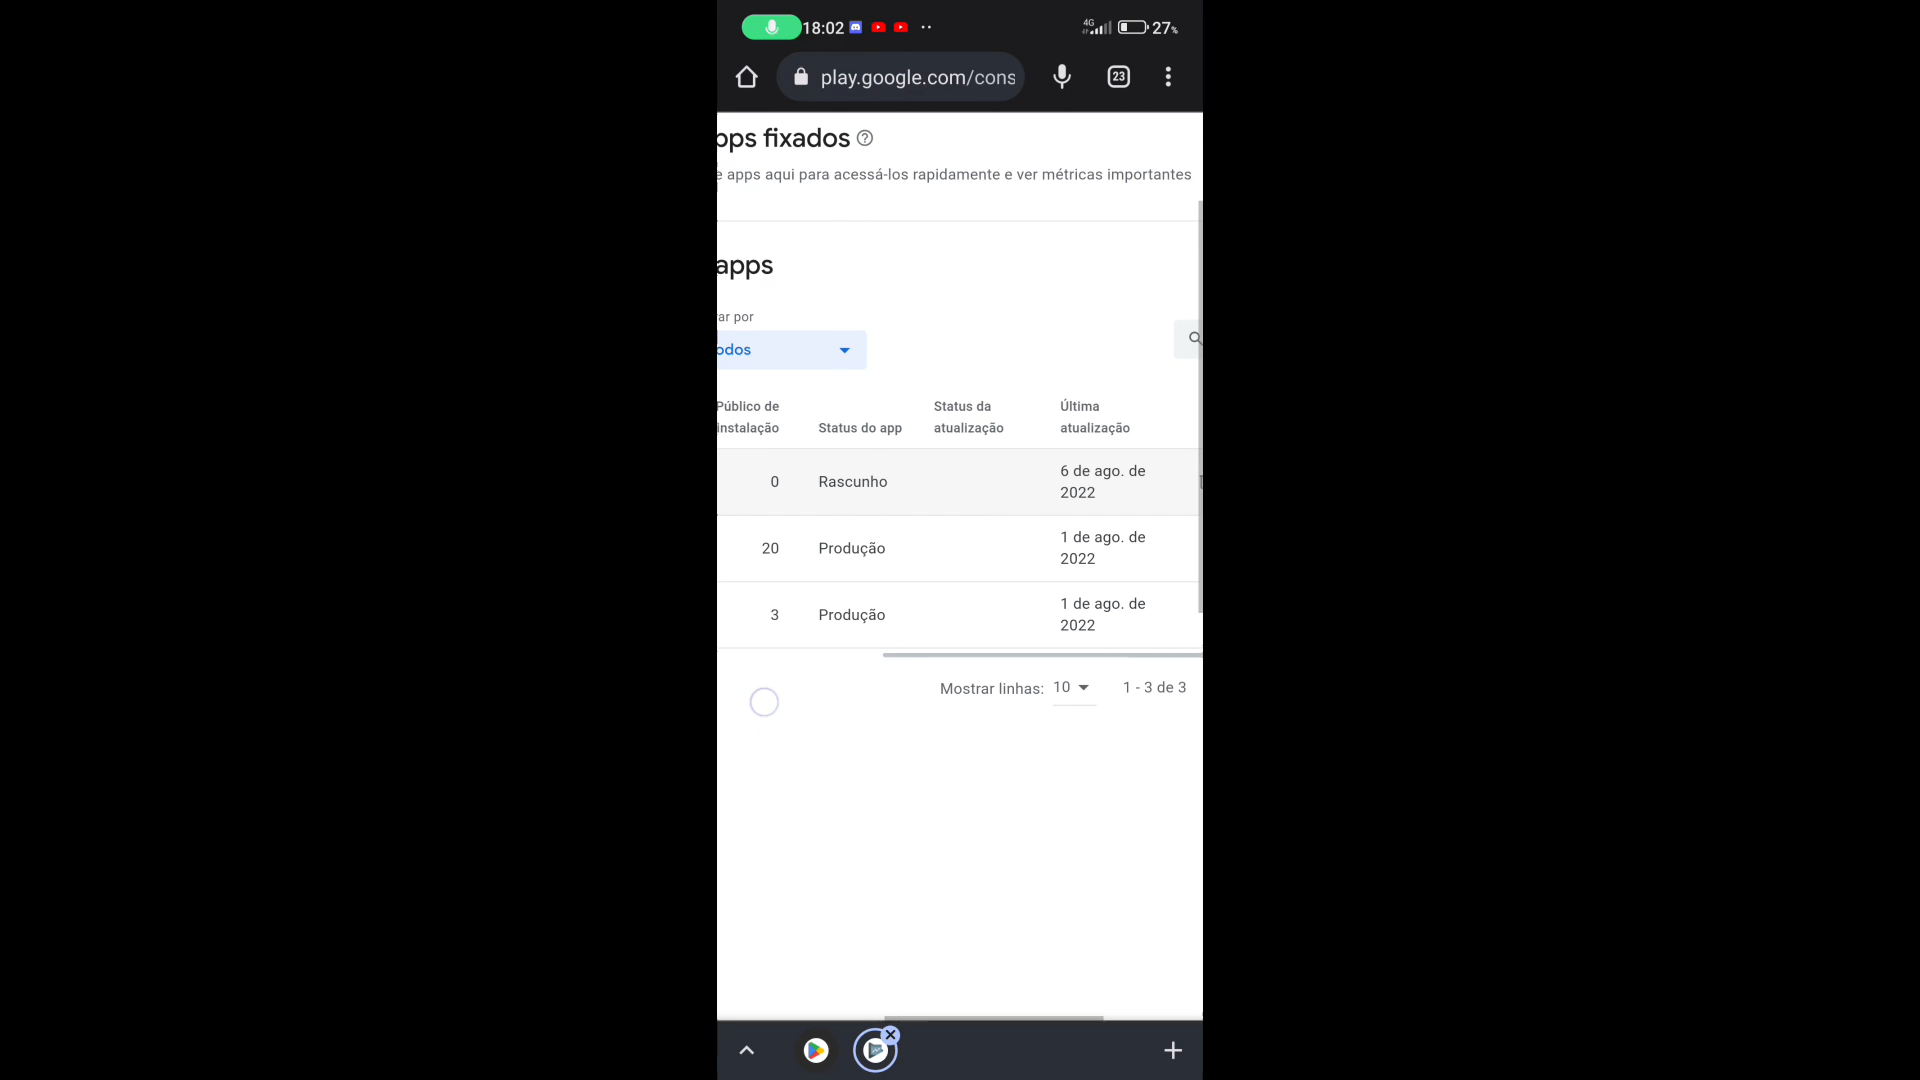 18:02
4G
27%
play.google.com/cons
23
pps fixados
e apps aqui para acessá-los rapidamente e ver métricas importantes
apps
rar por
odos
Público de instalação
Status do app
Status da atualização
Última atualização
0 Rascunho 6 de ago. de 2022
20 Produção 1 de ago. de 2022
3 Produção 1 de ago. de 2022
Mostrar linhas: 10 1 - 3 de 3